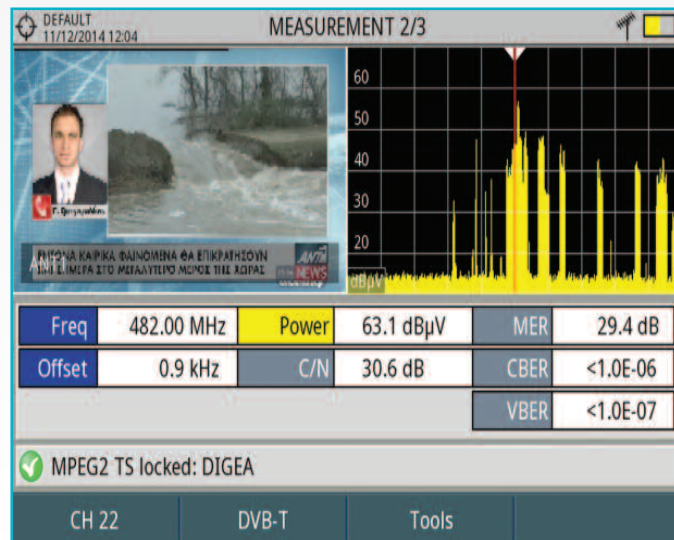 DEFAULT
11/12/2014 12:04
MEASUREMENT 2/3
60
50
40
30
20
dBµV
ΚΑΙΡΙΚΑ ΦΑΙΝΟΜΕΝΑ ΘΑ ΕΠΙΚΡΑΤΗΣΟΥΝ
ΣΗΜΕΡΑ ΣΤΟ ΜΕΓΑΛΥΤΕΡΟ ΜΕΡΟΣ ΤΗΣ ΧΩΡΑΣ
ΑΝΤ1
NEWS
Freq 482.00 MHz Power 63.1 dBµV MER 29.4 dB
Offset 0.9 kHz C/N 30.6 dB CBER <1.0E-06
VBER <1.0E-07
MPEG2 TS locked: DIGEA
CH 22 DVB-T Tools